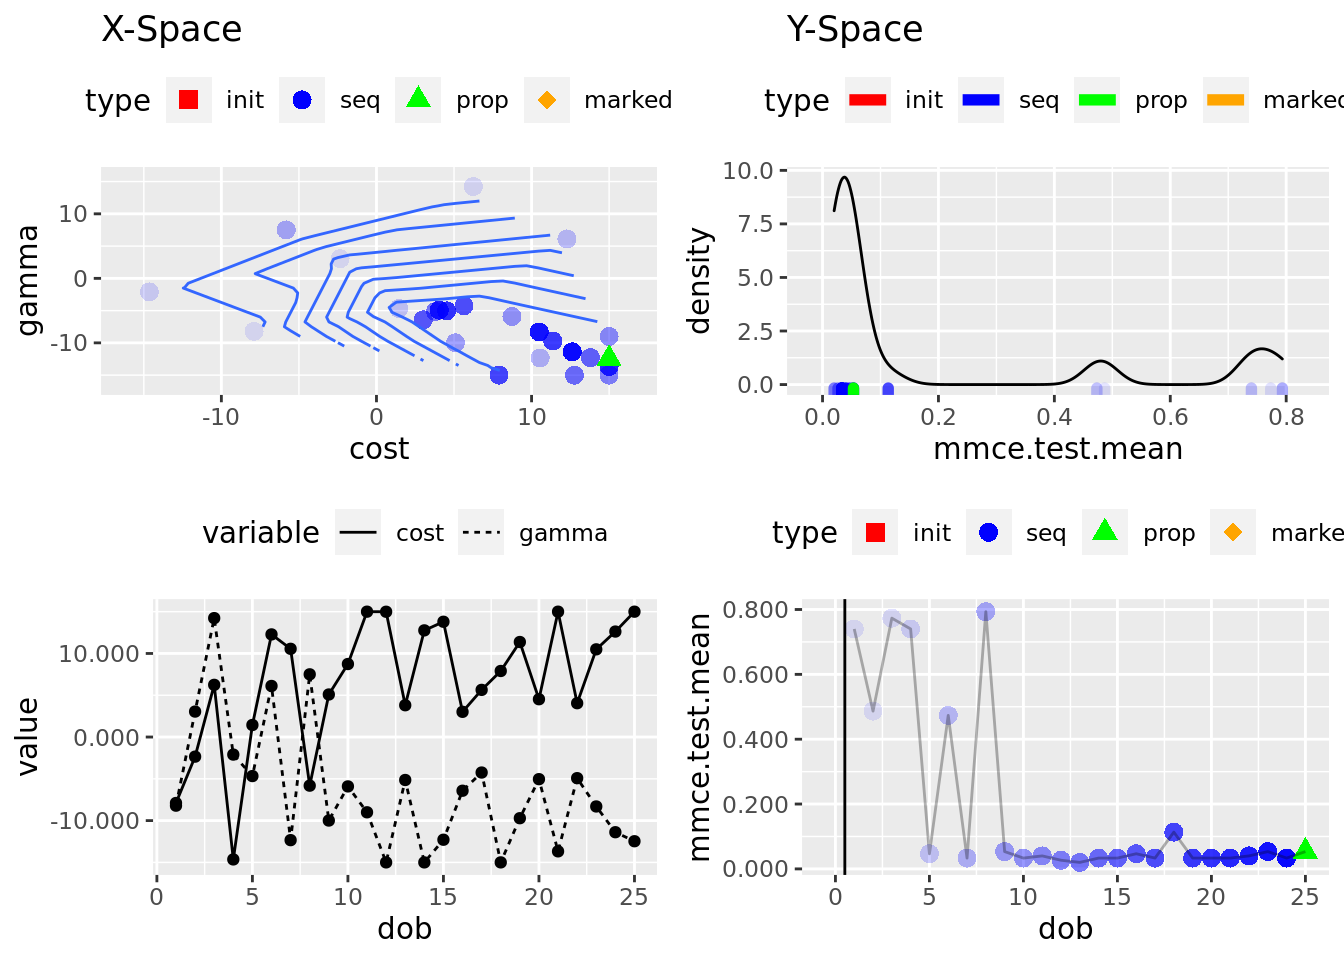 X-Space
type init seq prop marked
gamma
10
0
-10
-10 0 10
cost
Y-Space
type init seq prop marked
density
10.0
7.5
5.0
2.5
0.0
0.0 0.2 0.4 0.6 0.8
mmce.test.mean
variable cost gamma
value
10.000
0.000
-10.000
0 5 10 15 20 25
dob
type init seq prop marke
mmce.test.mean
0.800
0.600
0.400
0.200
0.000
0 5 10 15 20 25
dob